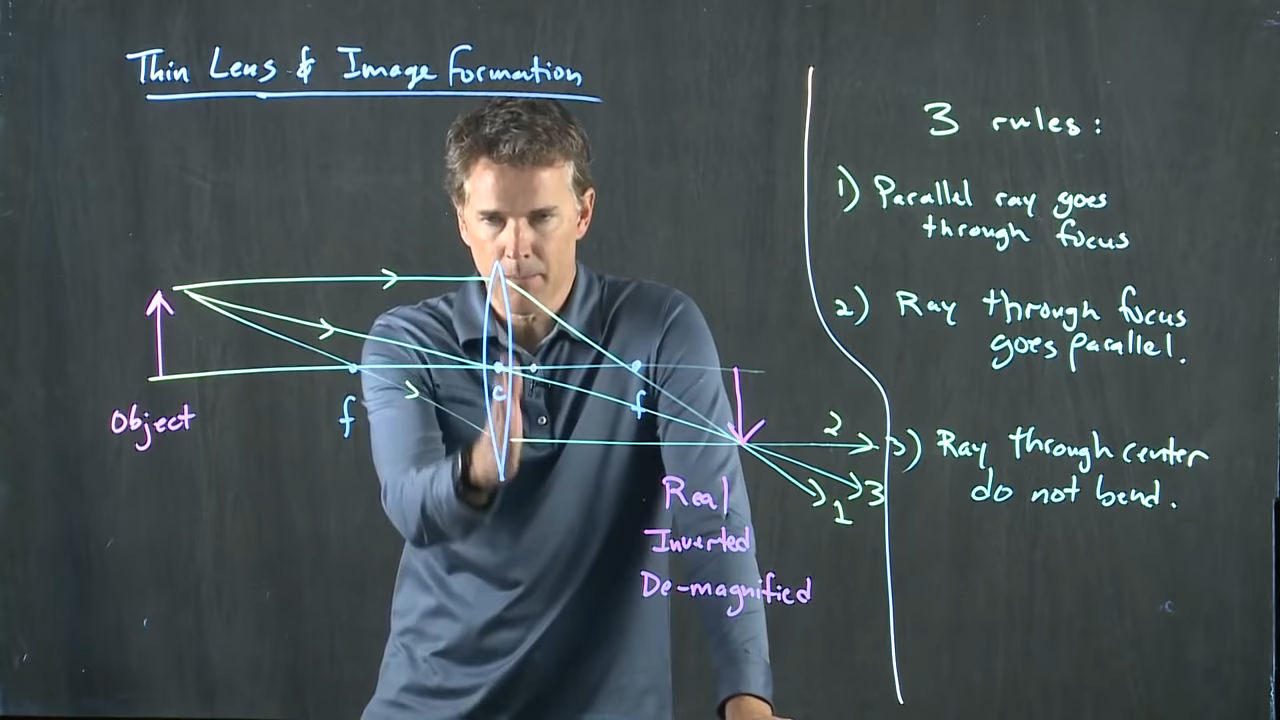 Thin Lens & Image Formation
Object
f
c
f
2
3
1
Real
Inverted
De-magnified
3 rules:
1) Parallel ray goes
through focus
2) Ray through focus
goes parallel.
3) Ray through center
do not bend.